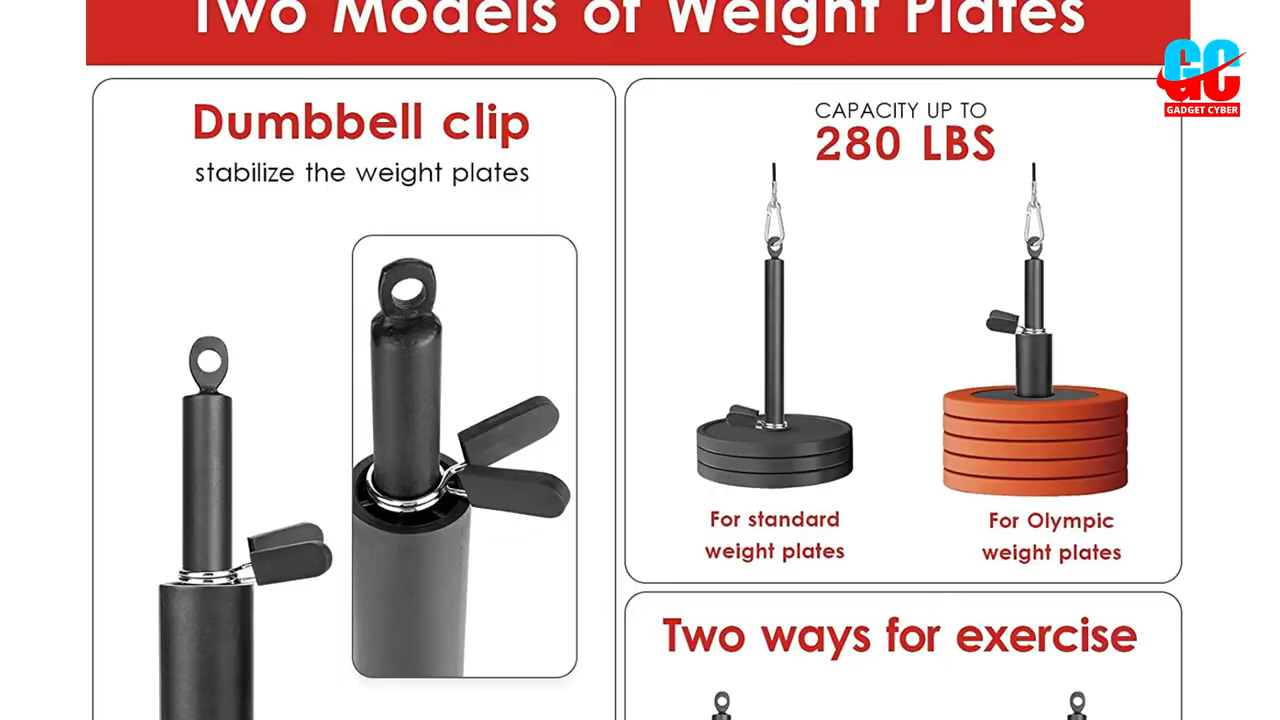 Two Models of Weight Plates
GC
GADGET CYBER
Dumbbell clip
stabilize the weight plates
CAPACITY UP TO
280 LBS
For standard
weight plates
For Olympic
weight plates
Two ways for exercise